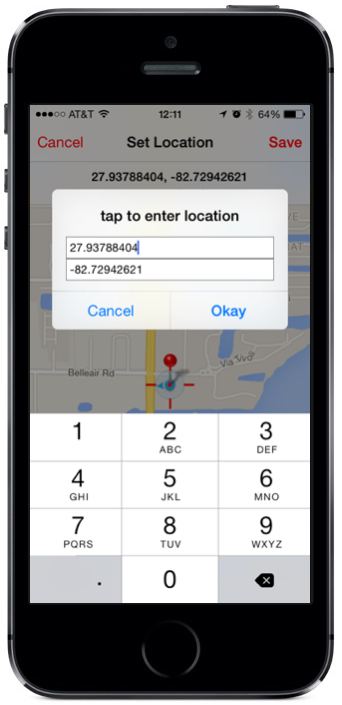 ●●●○○ AT&T 12:11 64%
Cancel Set Location Save
27.93788404, -82.72942621
tap to enter location
27.93788404
-82.72942621
Cancel Okay
Belleair Rd
Via Tivoli
1 2 3
ABC DEF
4 5 6
GHI JKL MNO
7 8 9
PQRS TUV WXYZ
. 0